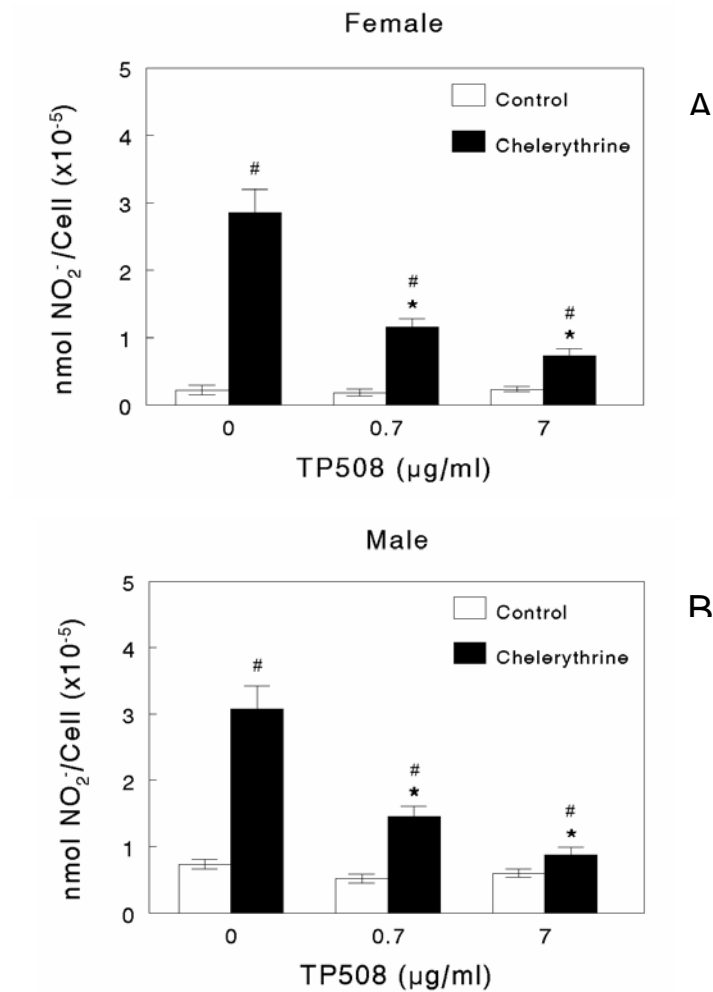 Female
A
5
4
3
2
1
0
nmol NO₂⁻/Cell (x10⁻⁵)
Control
Chelerythrine
#
#
★
#
★
0 0.7 7
TP508 (µg/ml)
Male
B
5
4
3
2
1
0
nmol NO₂⁻/Cell (x10⁻⁵)
Control
Chelerythrine
#
#
★
#
★
0 0.7 7
TP508 (µg/ml)